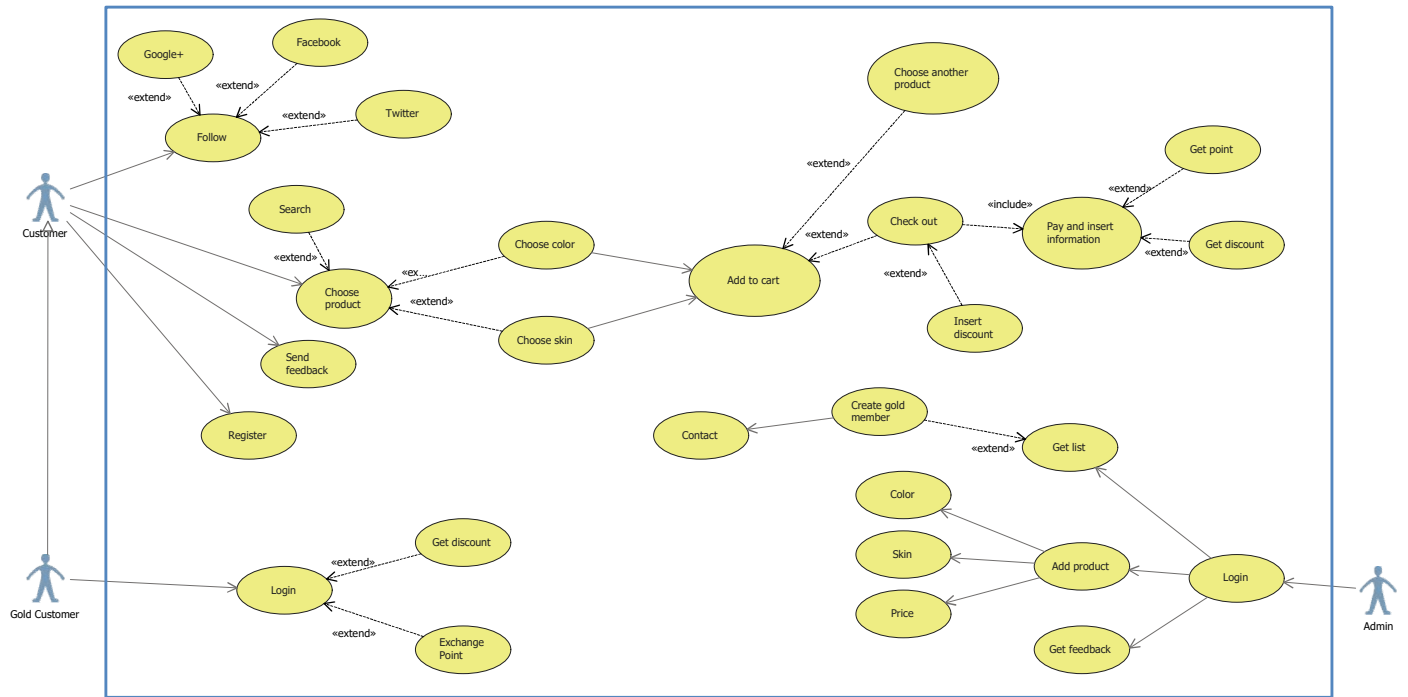 Facebook
Google+
«extend»
«extend»
Twitter
«extend»
Follow
Choose another
product
«extend»
Get point
«extend»
Customer
Search
«extend»
Choose color
«ex...
Choose
product
«extend»
Choose skin
Add to cart
«extend»
Check out
«include»
Pay and insert
information
Get discount
«extend»
«extend»
Insert
discount
Send
feedback
Register
Create gold
member
Contact
«extend»
Get list
Color
Skin
Price
Add product
Login
Get feedback
Admin
Gold Customer
Login
Get discount
«extend»
«extend»
Exchange
Point